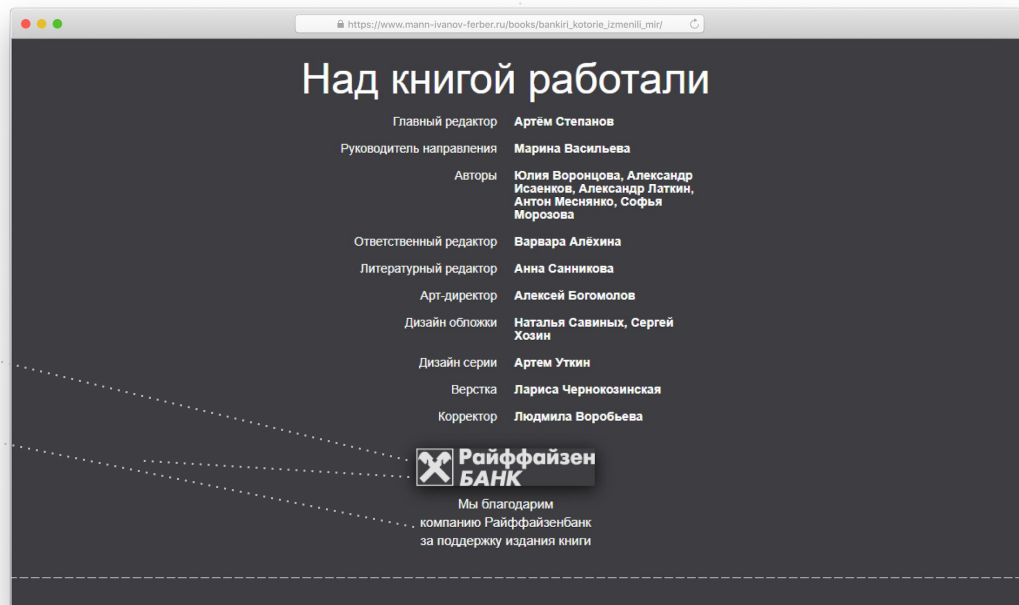 https://www.mann-ivanov-ferber.ru/books/bankiri_kotorie_izmenili_mir/
Над книгой работали
Главный редактор Артём Степанов
Руководитель направления Марина Васильева
Авторы Юлия Воронцова, Александр
Исаенков, Александр Латкин,
Антон Меснянко, Софья
Морозова
Ответственный редактор Варвара Алёхина
Литературный редактор Анна Санникова
Арт-директор Алексей Богомолов
Дизайн обложки Наталья Савиных, Сергей
Хозин
Дизайн серии Артем Уткин
Верстка Лариса Чернокозинская
Корректор Людмила Воробьева
Райффайзен
БАНК
Мы благодарим
компанию Райффайзенбанк
за поддержку издания книги